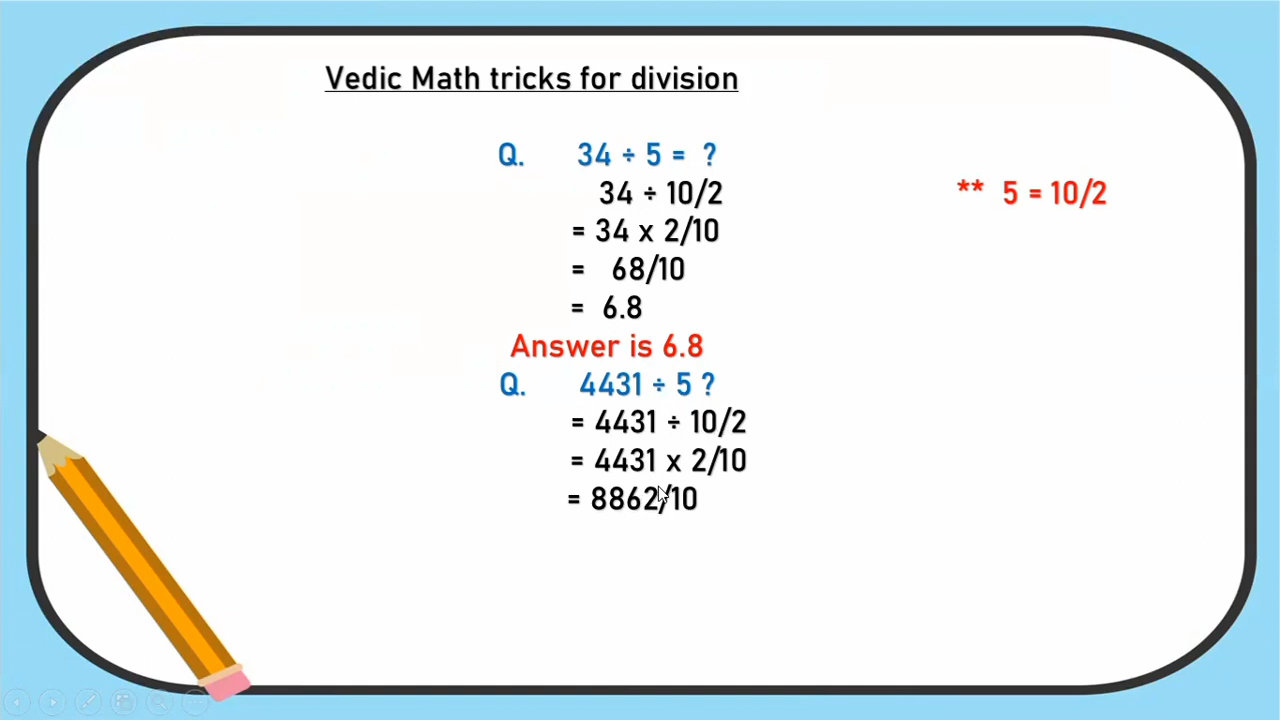 Vedic Math tricks for division
Q. 34 ÷ 5 = ?
34 ÷ 10/2
** 5 = 10/2
= 34 x 2/10
= 68/10
= 6.8
Answer is 6.8
Q. 4431 ÷ 5 ?
= 4431 ÷ 10/2
= 4431 x 2/10
= 8862/10